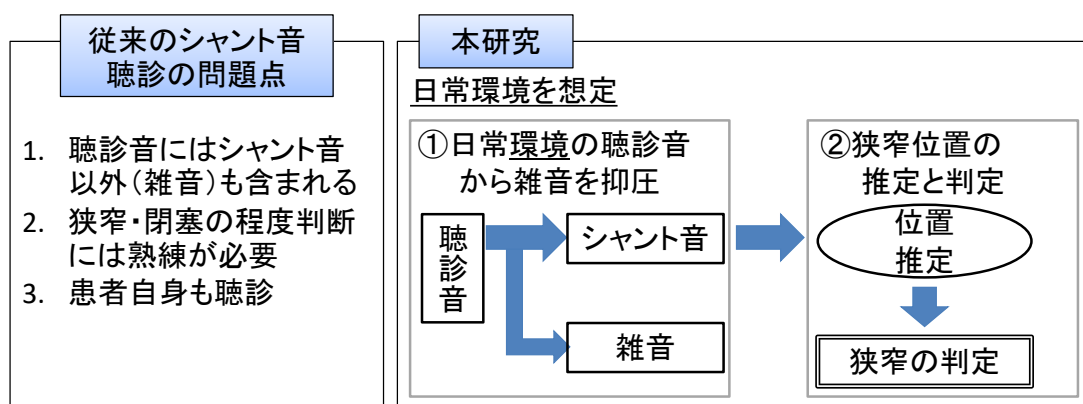 従来のシャント音
聴診の問題点
1. 聴診音にはシャント音
以外（雑音）も含まれる
2. 狭窄・閉塞の程度判断
には熟練が必要
3. 患者自身も聴診
本研究
日常環境を想定
①日常環境の聴診音
から雑音を抑圧
聴診音
シャント音
雑音
②狭窄位置の
推定と判定
位置
推定
狭窄の判定